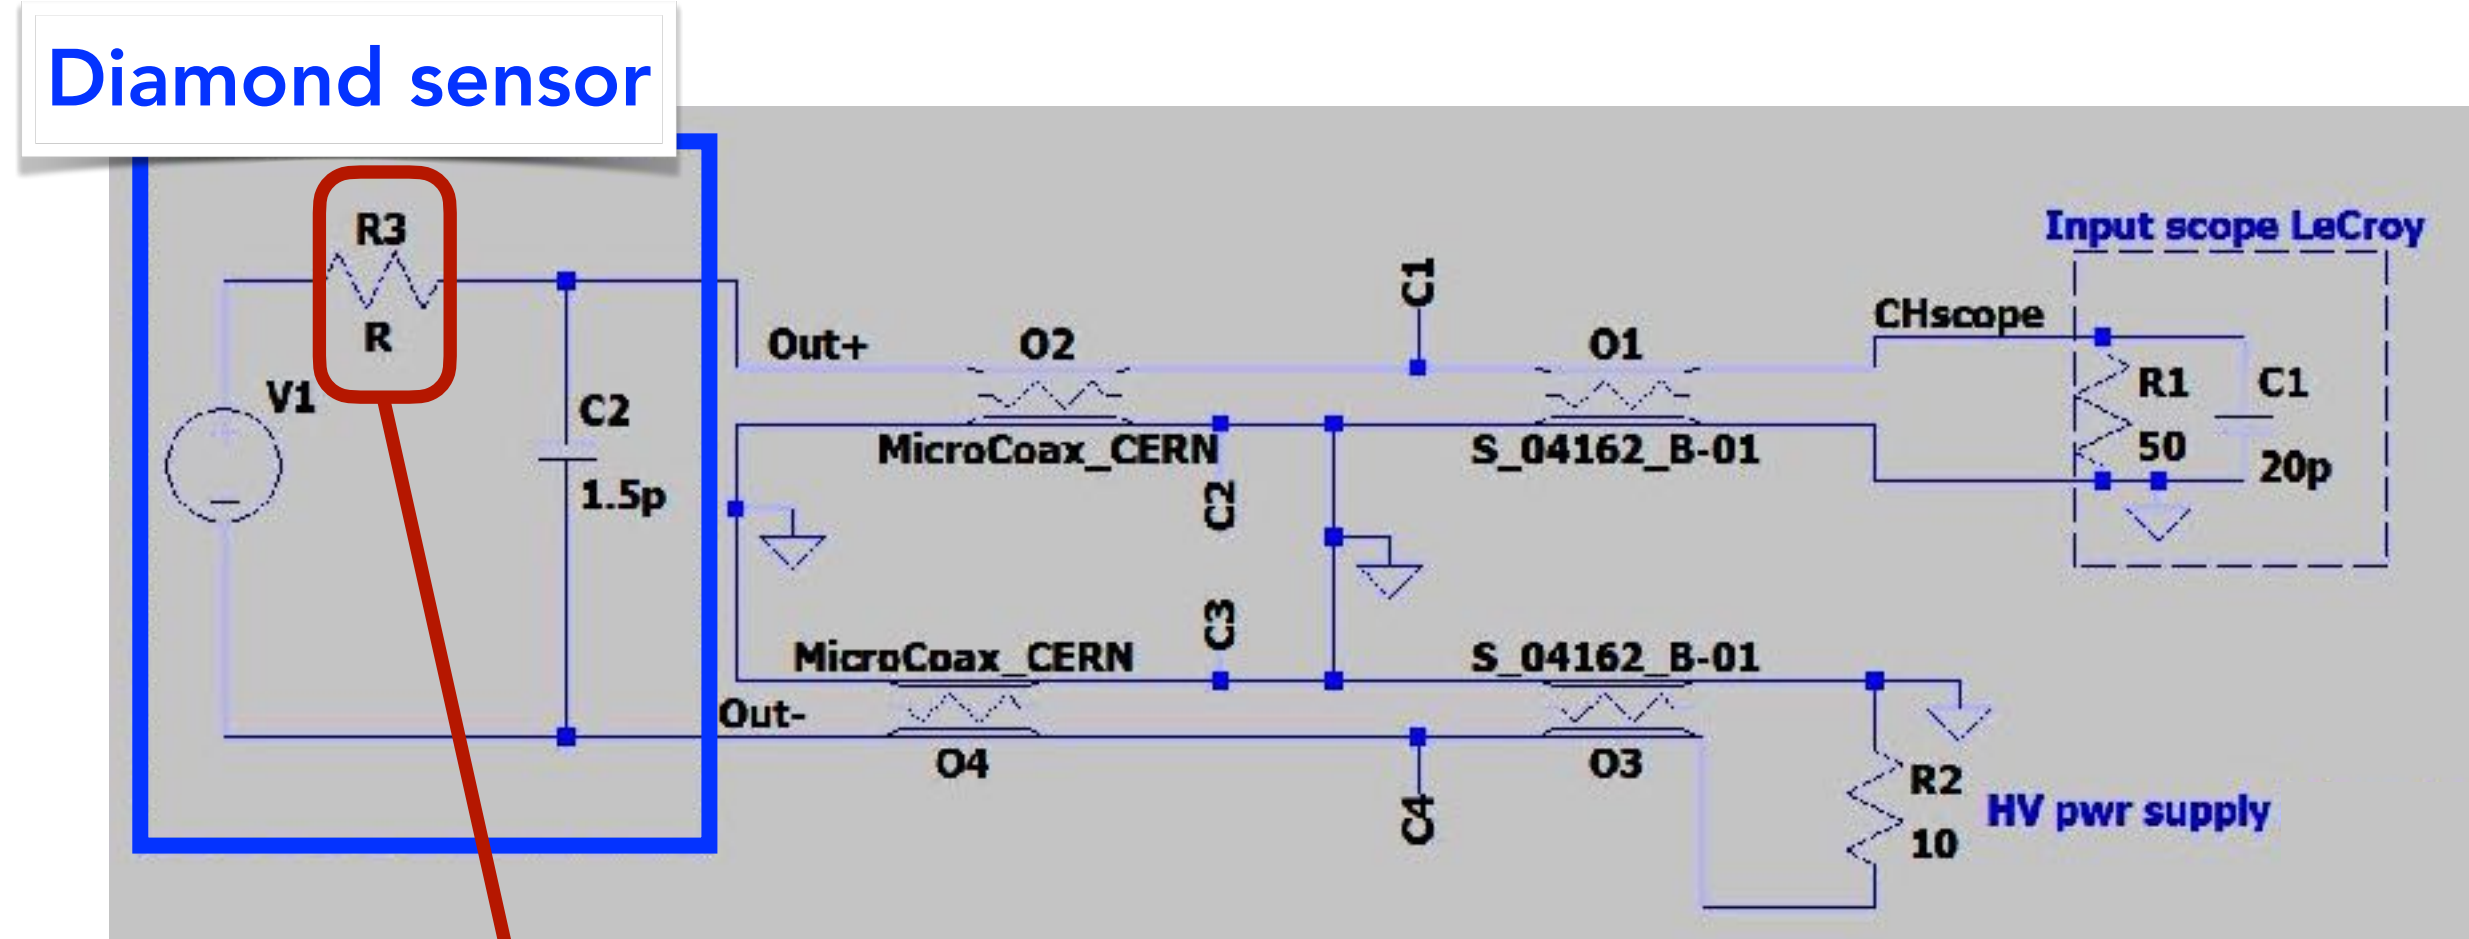 Diamond sensor
R3
R
V1
C2
1.5p
Out+
O2
MicroCoax_CERN
C2
C1
O1
S_04162_B-01
CHscope
Input scope LeCroy
R1
50
C1
20p
C3
MicroCoax_CERN
Out-
O4
C4
S_04162_B-01
O3
R2
10
HV pwr supply